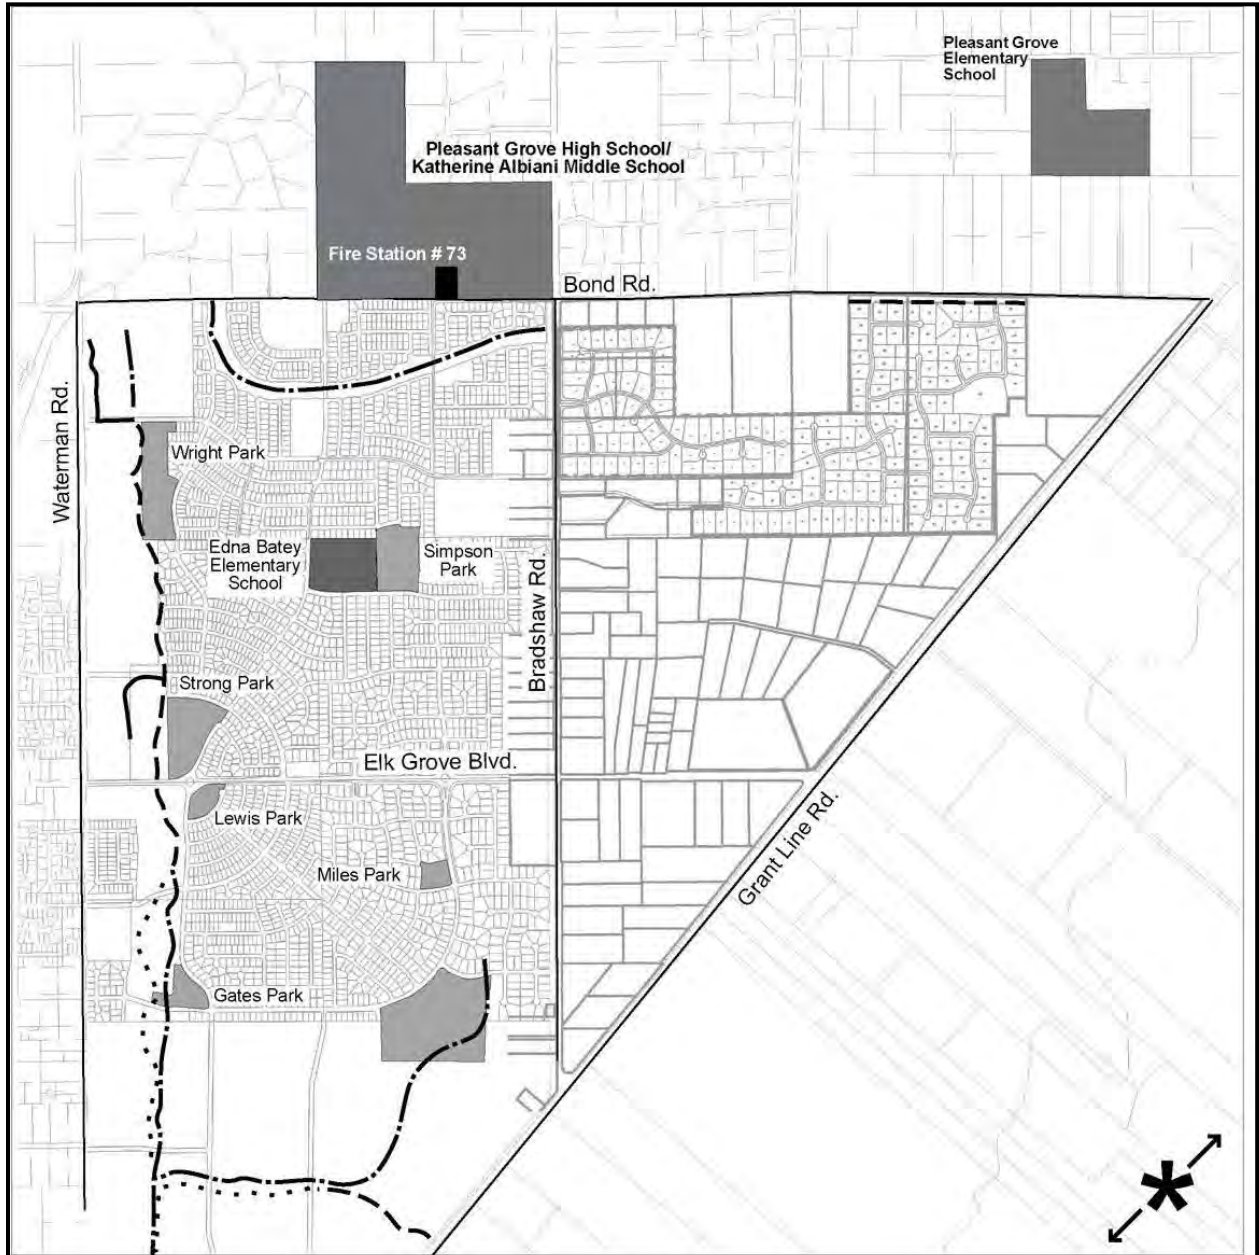 Pleasant Grove
Elementary
School
Pleasant Grove High School/
Katherine Albiani Middle School
Fire Station # 73
Bond Rd.
Waterman Rd.
Wright Park
Edna Batey
Elementary
School
Simpson
Park
Bradshaw Rd.
Strong Park
Elk Grove Blvd.
Lewis Park
Grant Line Rd.
Miles Park
Gates Park
*